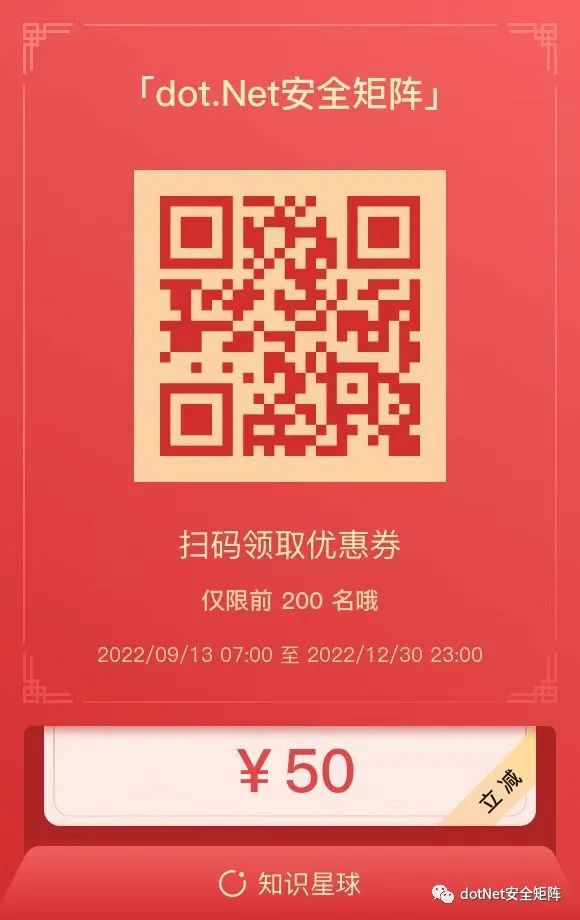 「dot.Net安全矩阵」
扫码领取优惠券
仅限前 200 名哦
2022/09/13 07:00 至 2022/12/30 23:00
¥50
立减
知识星球
dotNet安全矩阵